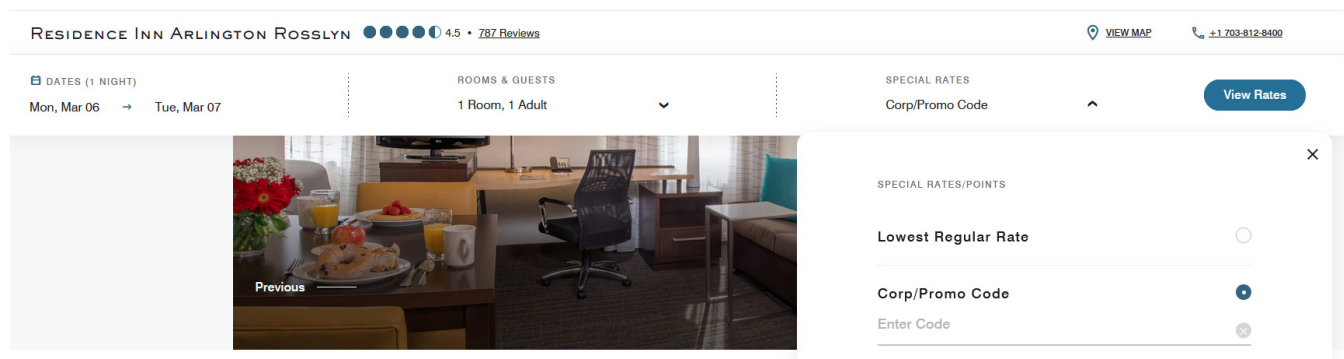 RESIDENCE INN ARLINGTON ROSSLYN 4.5 • 787 Reviews VIEW MAP +1 703-812-8400
DATES (1 NIGHT) ROOMS & GUESTS SPECIAL RATES
Mon, Mar 06 → Tue, Mar 07 1 Room, 1 Adult Corp/Promo Code View Rates
SPECIAL RATES/POINTS
Lowest Regular Rate
Previous
Corp/Promo Code
Enter Code